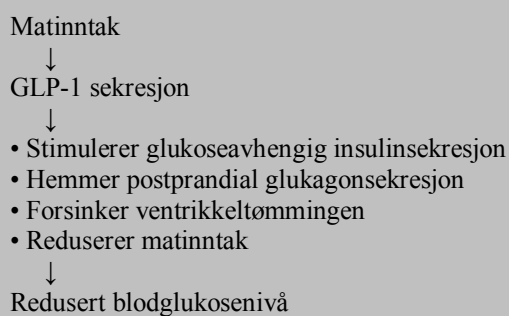 Matinntak
↓
GLP-1 sekresjon
↓
• Stimulerer glukoseavhengig insulinsekresjon
• Hemmer postprandial glukagonsekresjon
• Forsinker ventrikkeltømmingen
• Reduserer matinntak
↓
Redusert blodglukosenivå